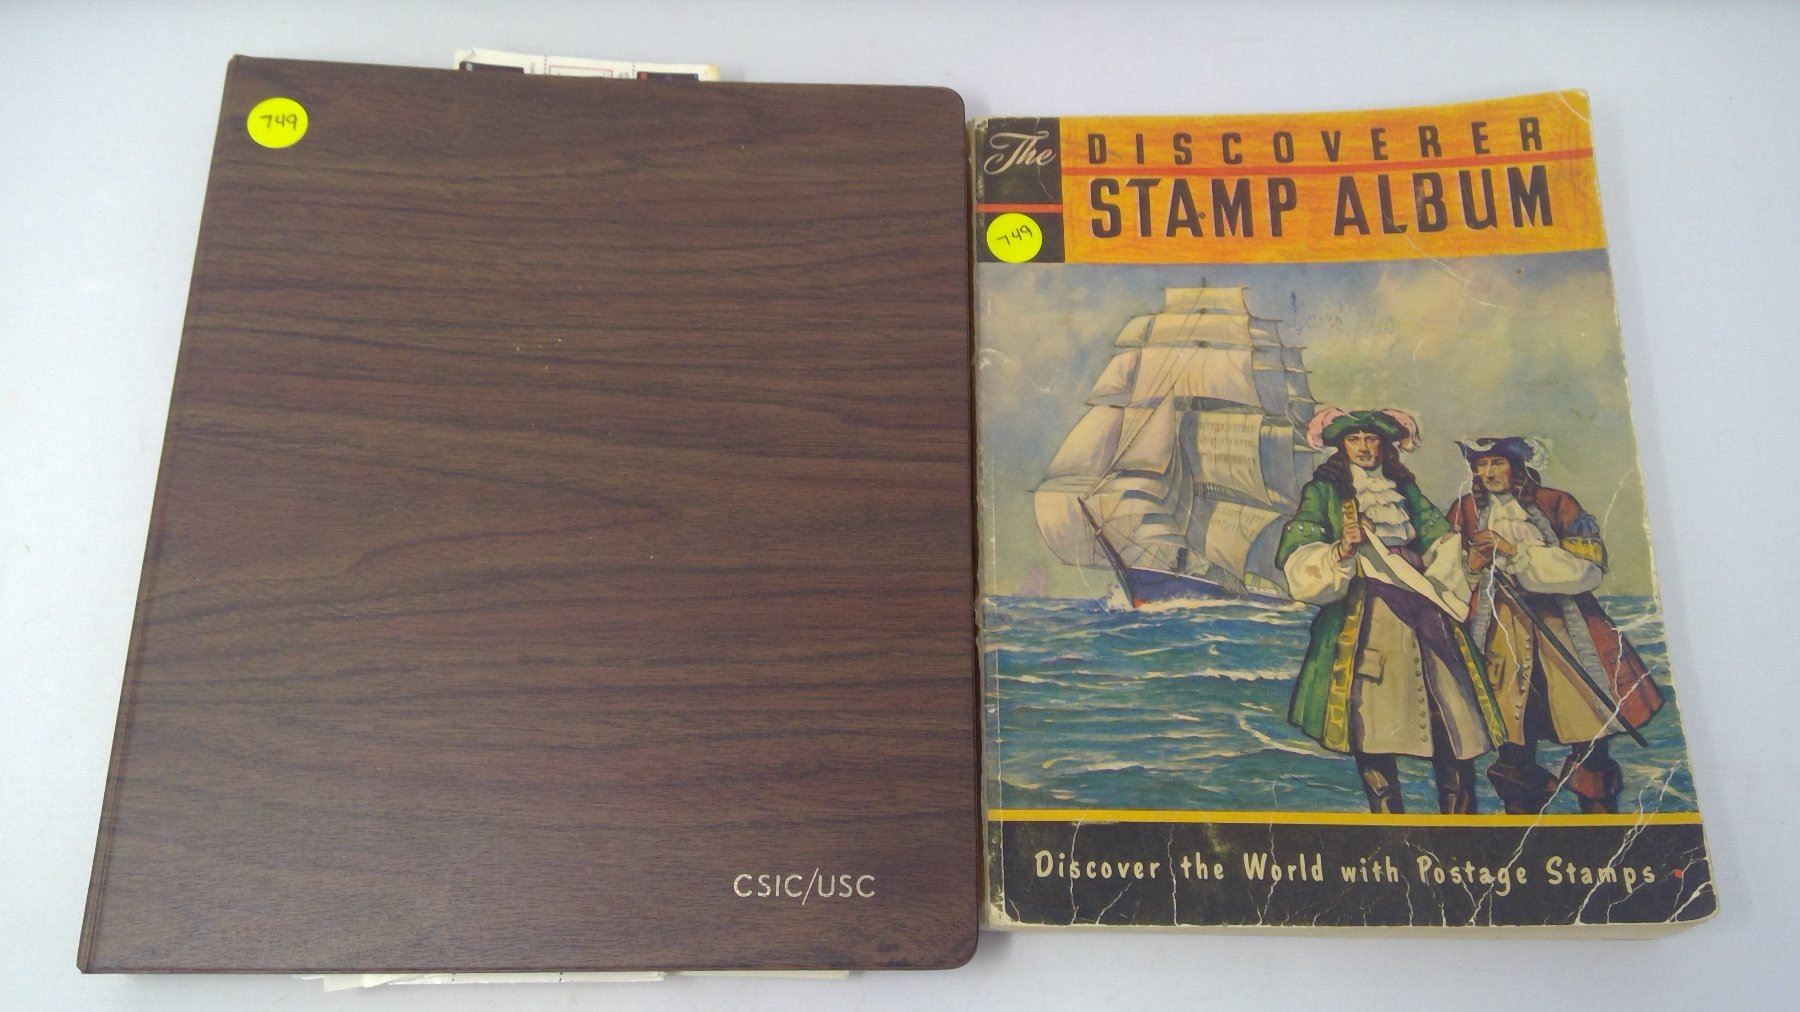 749
CSIC/USC
The
DISCOVERER
STAMP ALBUM
749
Discover the World with Postage Stamps